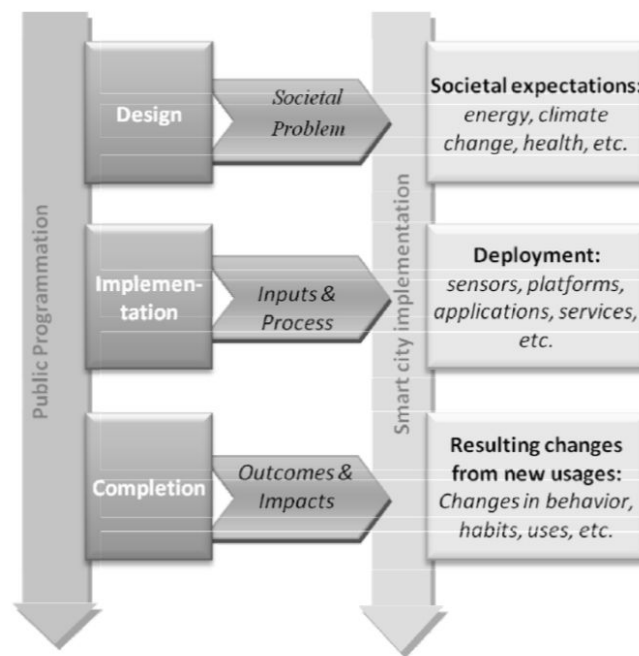 Public Programmation
Design
Societal
Problem
Smart city implementation
Societal expectations:
energy, climate
change, health, etc.
Implemen-
tation
Inputs &
Process
Deployment:
sensors, platforms,
applications, services,
etc.
Completion
Outcomes &
Impacts
Resulting changes
from new usages:
Changes in behavior,
habits, uses, etc.